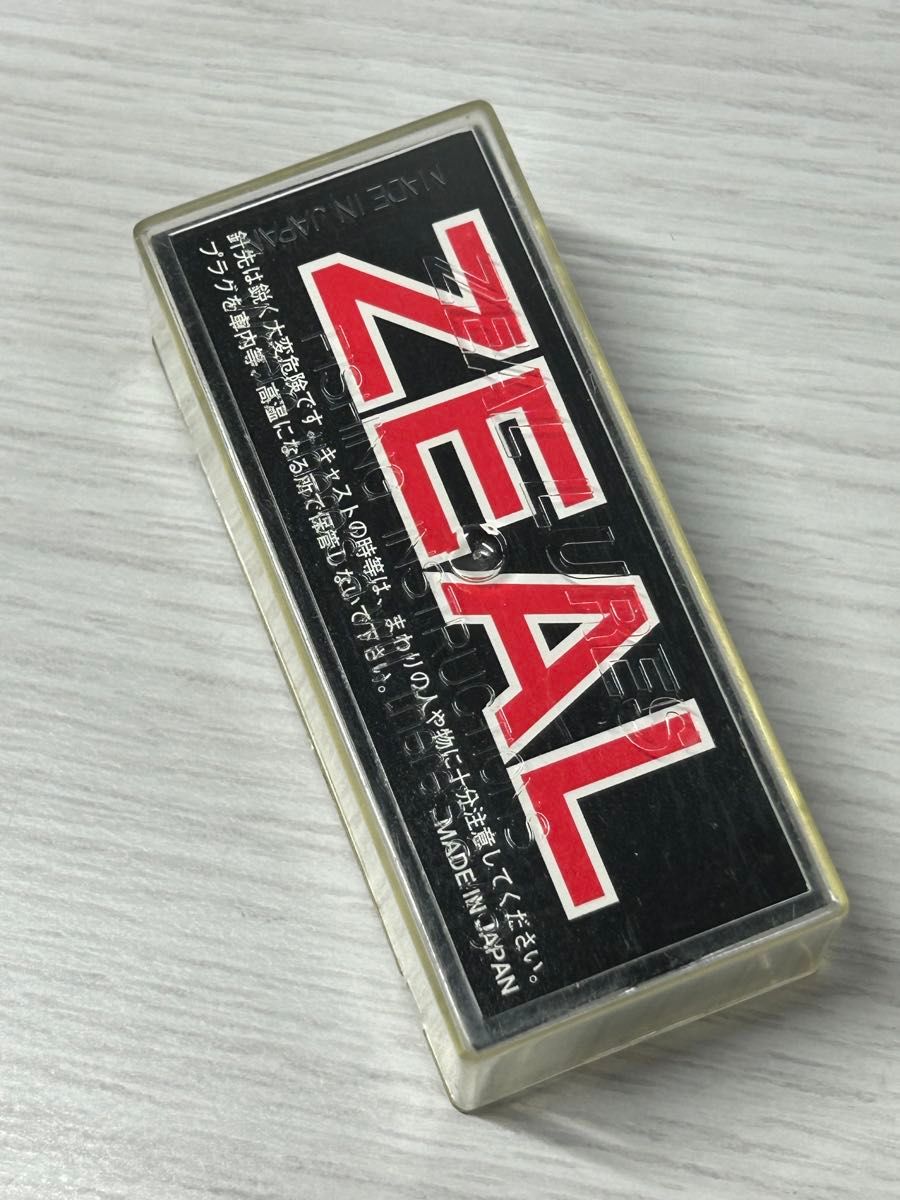 ZEAL
針先は鋭く大変危険です。キャストの時等は、まわりの人や物に十分注意してください。
プラグを車内等、高温になる所で保管しないで下さい。
MADE IN JAPAN
ZEAL LURES
FISHING INSTRUCTIONS
MADE IN JAPAN